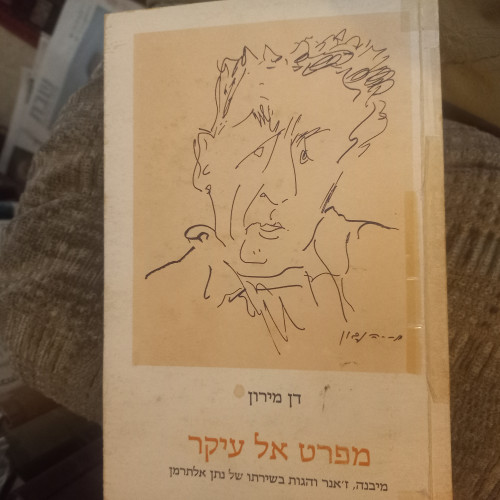 דן מירון
מפרט אל עיקר
מיבנה, ז׳אנר והגות בשירתו של נתן אלתרמן